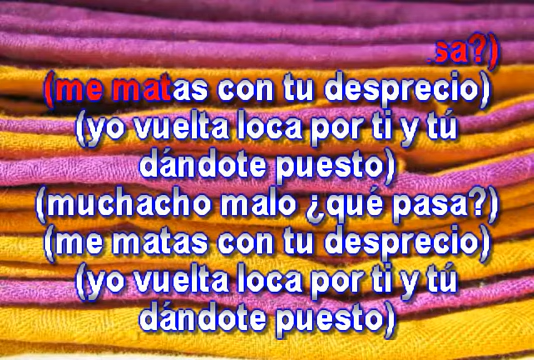 sa?)
(me matas con tu desprecio)
(yo vuelta loca por ti y tú
dándote puesto)
(muchacho malo ¿qué pasa?)
(me matas con tu desprecio)
(yo vuelta loca por ti y tú
dándote puesto)